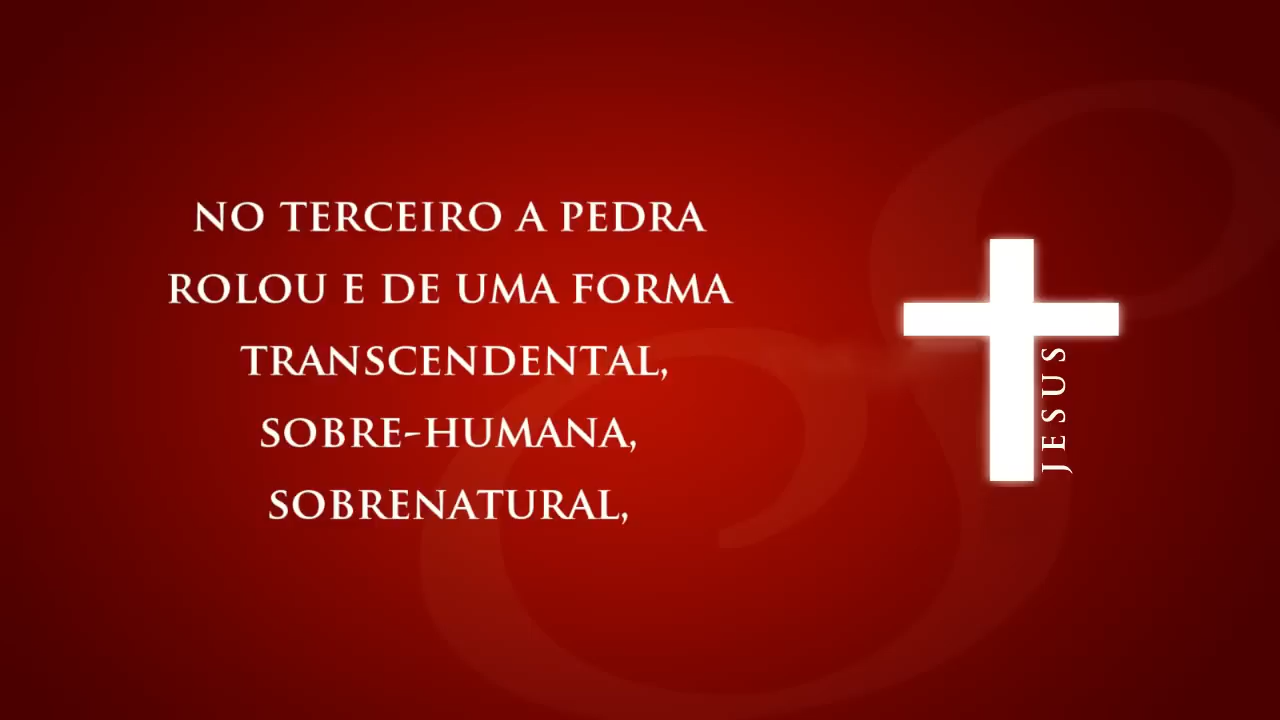 NO TERCEIRO A PEDRA
ROLOU E DE UMA FORMA
TRANSCENDENTAL,
SOBRE-HUMANA,
SOBRENATURAL,
JESUS